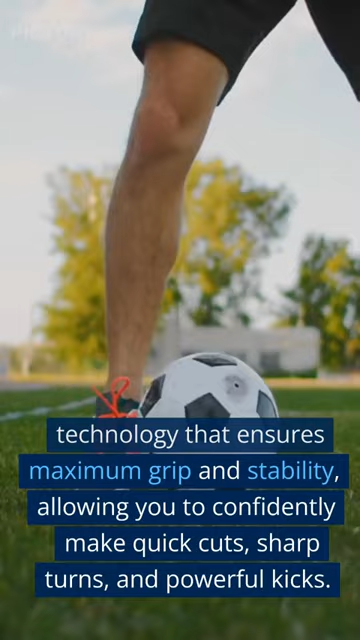 technology that ensures
maximum grip and stability,
allowing you to confidently
make quick cuts, sharp
turns, and powerful kicks.